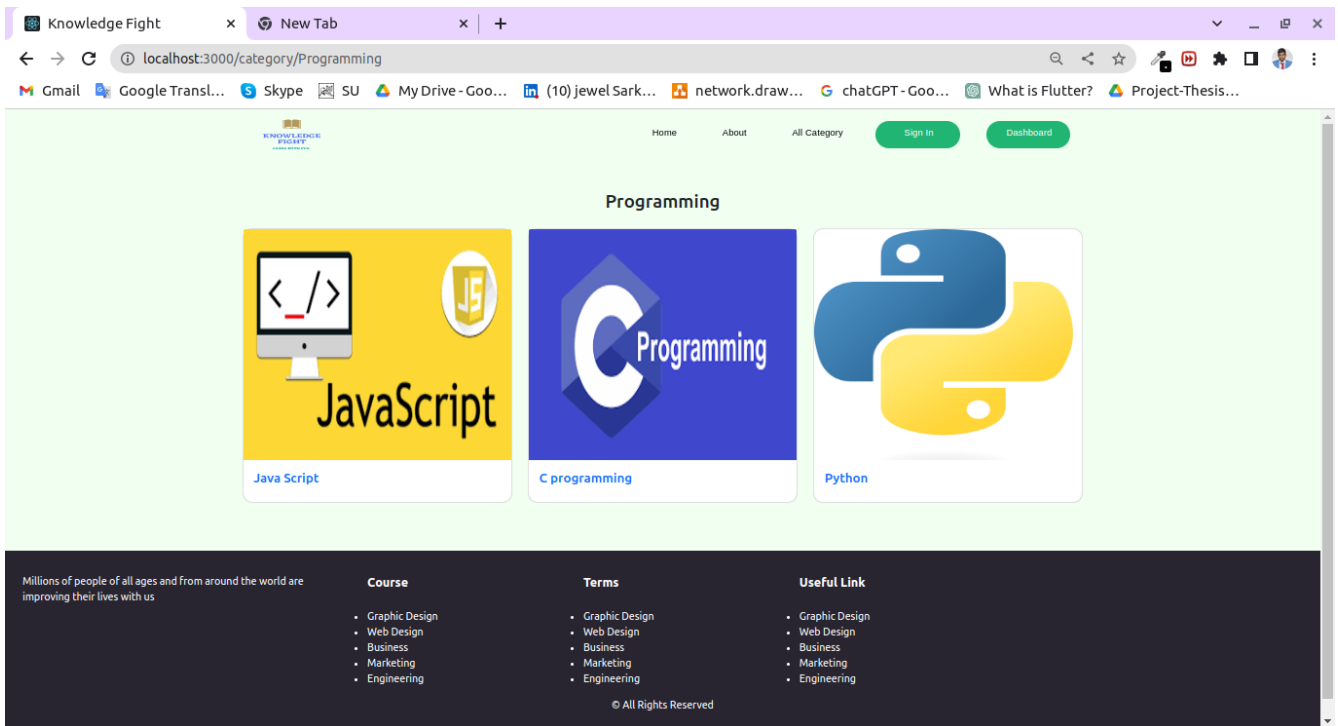 Knowledge Fight
New Tab
localhost:3000/category/Programming
Gmail
Google Transl...
Skype
SU
My Drive - Goo...
(10) jewel Sark...
network.draw...
chatGPT - Goo...
What is Flutter?
Project-Thesis...
KNOWLEDGE
FIGHT
Home
About
All Category
Sign In
Dashboard
Programming
<_/>
JS
JavaScript
C
Programming
Java Script
C programming
Python
Millions of people of all ages and from around the world are
improving their lives with us
Course
Graphic Design
Web Design
Business
Marketing
Engineering
Terms
Graphic Design
Web Design
Business
Marketing
Engineering
Useful Link
Graphic Design
Web Design
Business
Marketing
Engineering
© All Rights Reserved